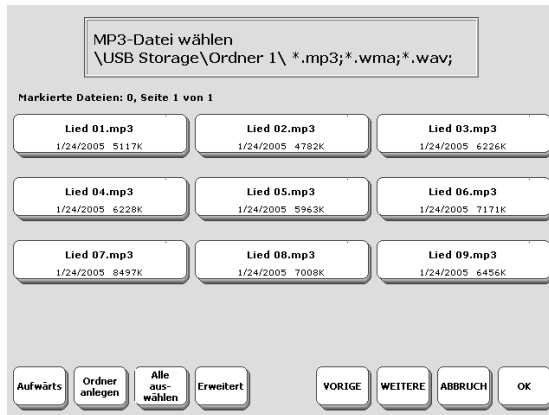 MP3-Datei wählen
\USB Storage\Ordner 1\ *.mp3;*.wma;*.wav;
Markierte Dateien: 0, Seite 1 von 1
Lied 01.mp3
1/24/2005 5117K
Lied 02.mp3
1/24/2005 4782K
Lied 03.mp3
1/24/2005 6226K
Lied 04.mp3
1/24/2005 6228K
Lied 05.mp3
1/24/2005 5963K
Lied 06.mp3
1/24/2005 7171K
Lied 07.mp3
1/24/2005 8497K
Lied 08.mp3
1/24/2005 7008K
Lied 09.mp3
1/24/2005 6456K
Aufwärts
Ordner
anlegen
Alle
aus-
wählen
Erweitert
VORIGE
WEITERE
ABBRUCH
OK